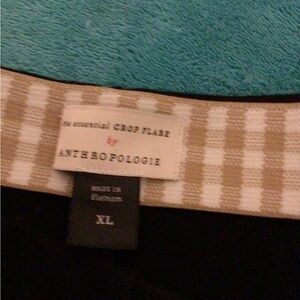 essential CROP FLARE
by
ANTHROPOLOGIE
MADE IN
Vietnam
XL